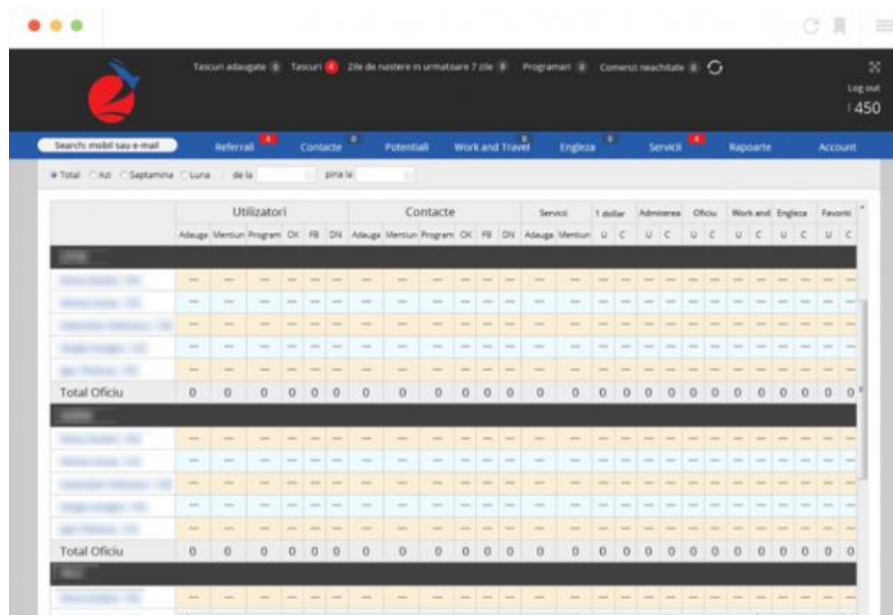 Tascuri adaugate 0 Tascuri 4 Zile de nastere in urmatoare 7 zile 0 Programari 0 Comenzi neachitate 0
Log out
450
Search: mobil sau e-mail Referrali 4 Contacte 0 Potentiali Work and Travel 0 Engleza 0 Servicii 4 Rapoarte Account
Total Azi Saptamina Luna de la pina la
Utilizatori Contacte Servicii 1 dollar Admiterea Oficiu Work and Engleza Favoriti
Adauga Mentiun Program OK FB DN Adauga Mentiun Program OK FB DN Adauga Mentiun U C U C U C U C U C U C
— — — — — — — — — — — — — — — — — — — — — — — — — —
— — — — — — — — — — — — — — — — — — — — — — — — — —
— — — — — — — — — — — — — — — — — — — — — — — — — —
— — — — — — — — — — — — — — — — — — — — — — — — — —
— — — — — — — — — — — — — — — — — — — — — — — — — —
Total Oficiu 0 0 0 0 0 0 0 0 0 0 0 0 0 0 0 0 0 0 0 0 0 0 0 0 0 0
— — — — — — — — — — — — — — — — — — — — — — — — — —
— — — — — — — — — — — — — — — — — — — — — — — — — —
— — — — — — — — — — — — — — — — — — — — — — — — — —
— — — — — — — — — — — — — — — — — — — — — — — — — —
— — — — — — — — — — — — — — — — — — — — — — — — — —
Total Oficiu 0 0 0 0 0 0 0 0 0 0 0 0 0 0 0 0 0 0 0 0 0 0 0 0 0 0
— — — — — — — — — — — — — — — — — — — — — — — — — —